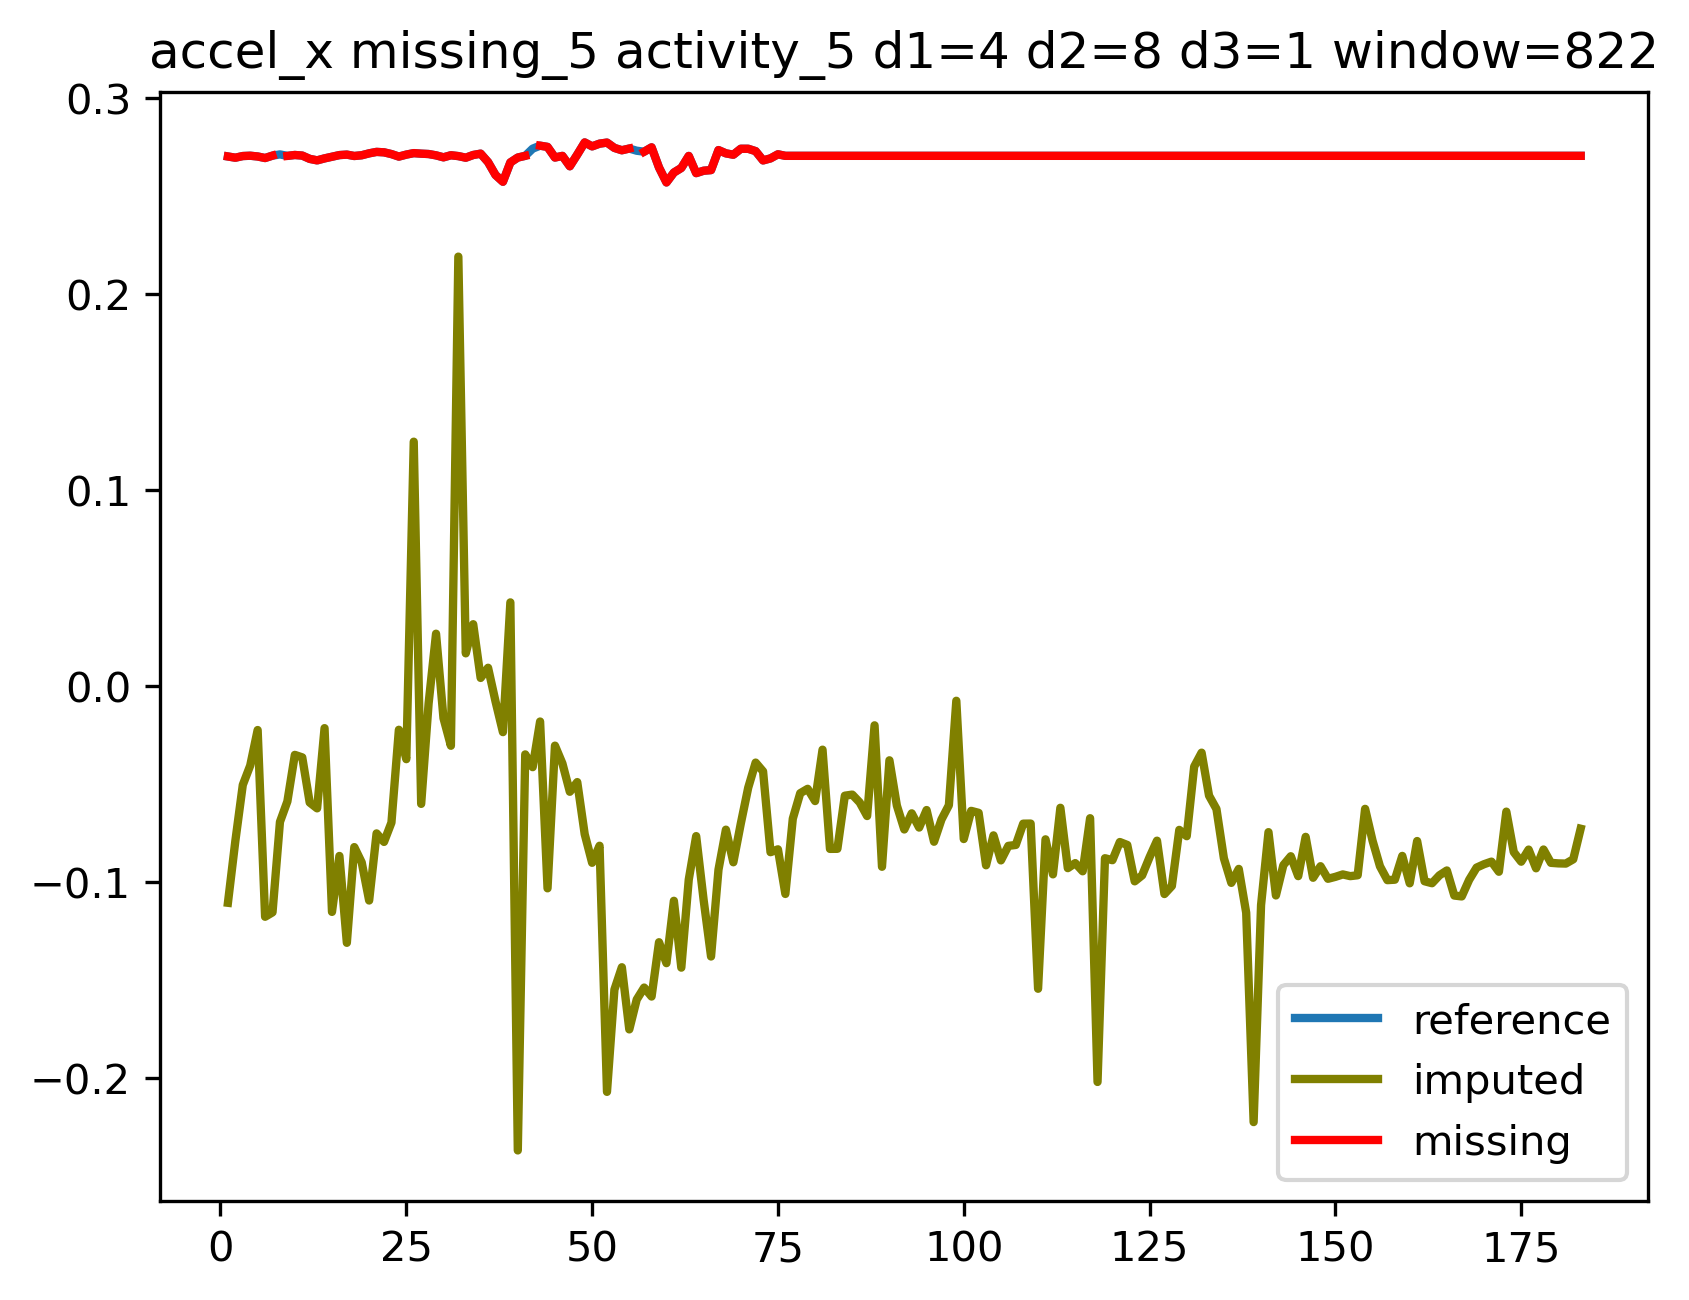 accel_x missing_5 activity_5 d1=4 d2=8 d3=1 window=822
0.3
0.2
0.1
0.0
−0.1
−0.2
reference
imputed
missing
0 25 50 75 100 125 150 175